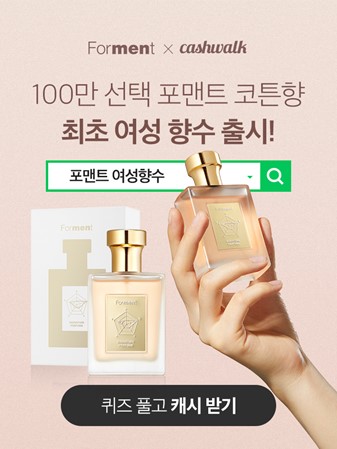 Forment × cashwalk
100만 선택 포맨트 코튼향
최초 여성 향수 출시!
포맨트 여성향수
Forment
Forment
퀴즈 풀고 캐시 받기